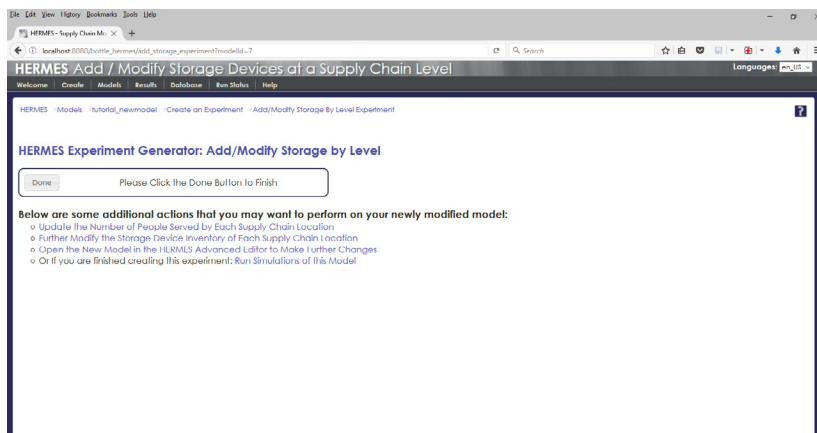 File Edit View History Bookmarks Tools Help
HERMES - Supply Chain Mo
localhost:8080/bottle_hermes/add_storage_experiment?modelId=7
Search
HERMES Add / Modify Storage Devices at a Supply Chain Level
Languages: en_US
Welcome Create Models Results Database Run Status Help
HERMES >Models >tutorial_newmodel >Create an Experiment >Add/Modify Storage By Level Experiment
?
HERMES Experiment Generator: Add/Modify Storage by Level
Done Please Click the Done Button to Finish
Below are some additional actions that you may want to perform on your newly modified model:
Update the Number of People Served by Each Supply Chain Location
Further Modify the Storage Device Inventory of Each Supply Chain Location
Open the New Model in the HERMES Advanced Editor to Make Further Changes
Or If you are finished creating this experiment: Run Simulations of this Model